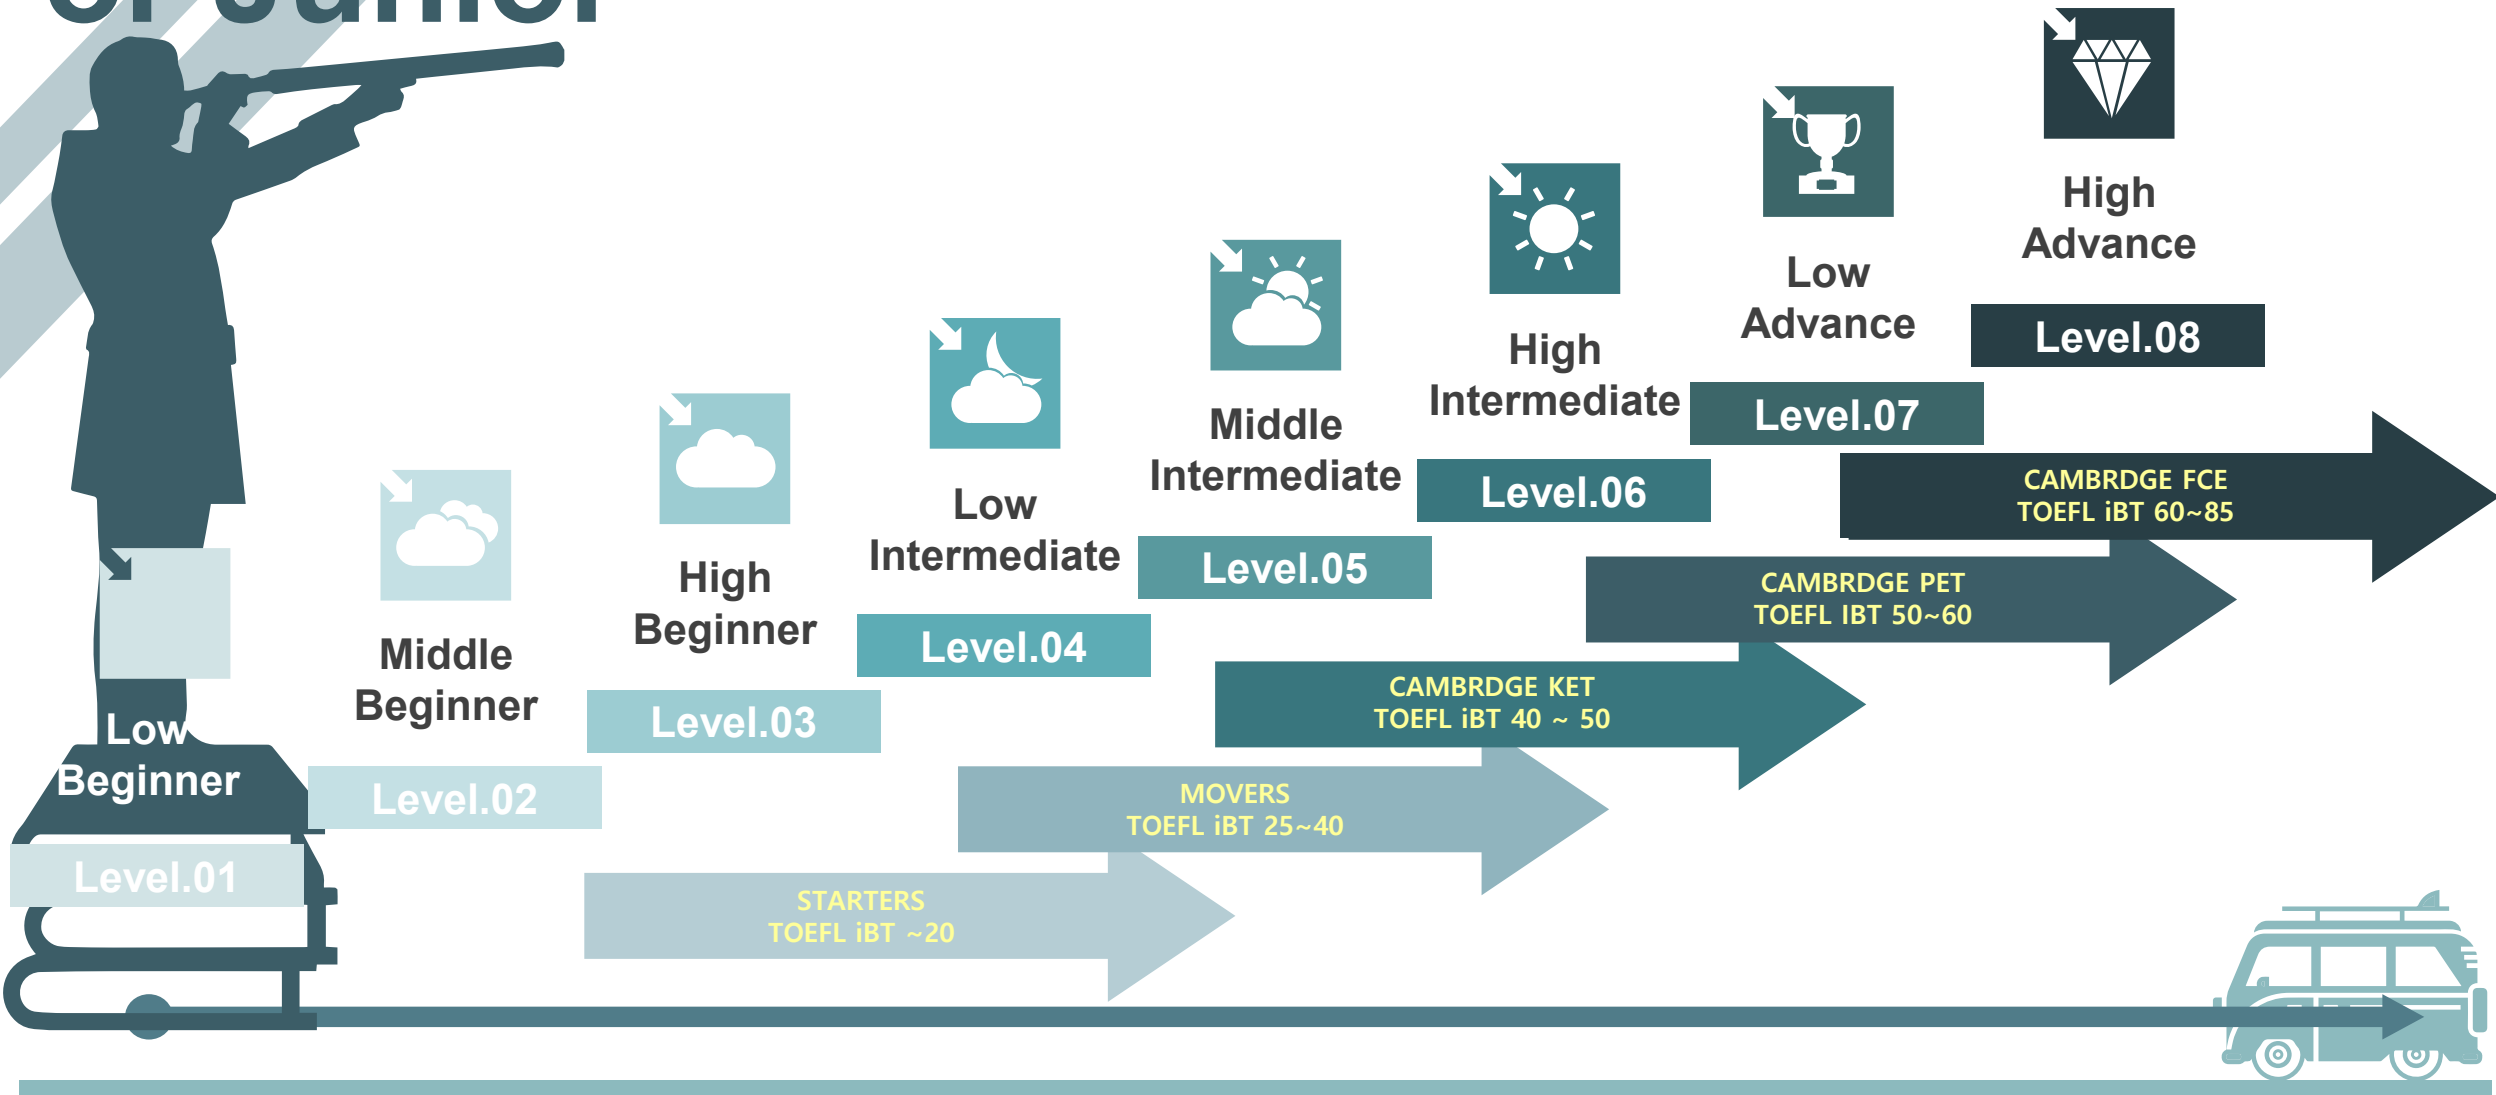 Low
Beginner
Level.01
Middle
Beginner
Level.02
High
Beginner
Level.03
Low
Intermediate
Level.04
Middle
Intermediate
Level.05
High
Intermediate
Level.06
Low
Advance
Level.07
High
Advance
Level.08
CAMBRDGE FCE
TOEFL iBT 60~85
CAMBRDGE PET
TOEFL IBT 50~60
CAMBRDGE KET
TOEFL iBT 40 ~ 50
MOVERS
TOEFL iBT 25~40
STARTERS
TOEFL iBT ~20